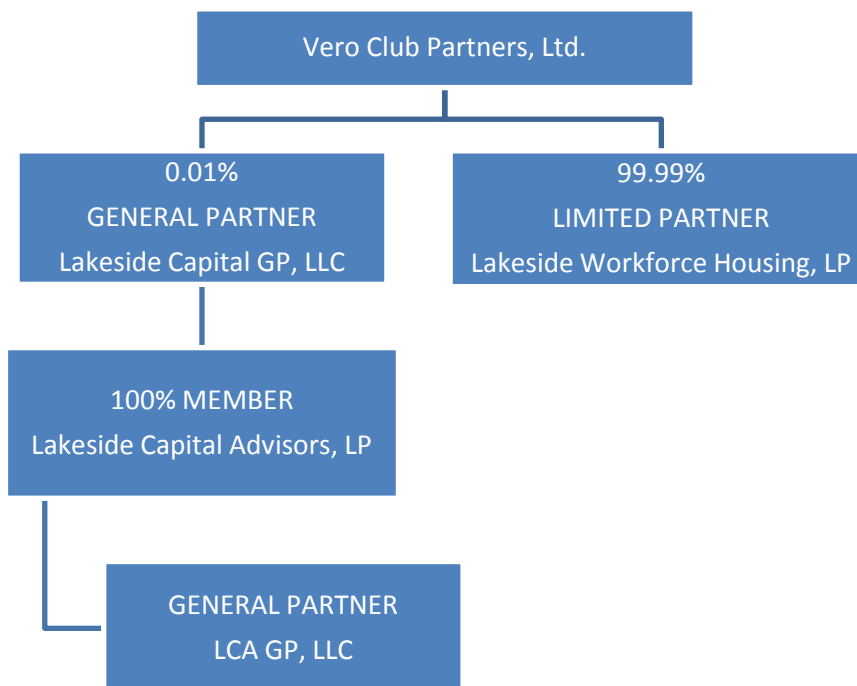 Vero Club Partners, Ltd.
0.01%
GENERAL PARTNER
Lakeside Capital GP, LLC
99.99%
LIMITED PARTNER
Lakeside Workforce Housing, LP
100% MEMBER
Lakeside Capital Advisors, LP
GENERAL PARTNER
LCA GP, LLC